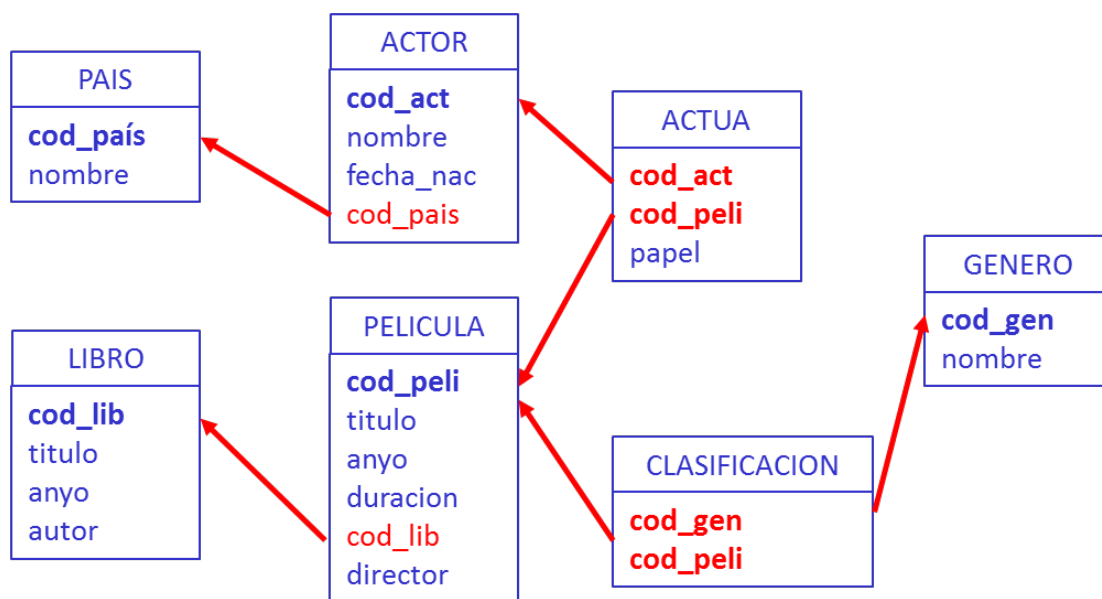 PAIS
cod_país
nombre
ACTOR
cod_act
nombre
fecha_nac
cod_pais
ACTUA
cod_act
cod_peli
papel
GENERO
cod_gen
nombre
LIBRO
cod_lib
titulo
anyo
autor
PELICULA
cod_peli
titulo
anyo
duracion
cod_lib
director
CLASIFICACION
cod_gen
cod_peli